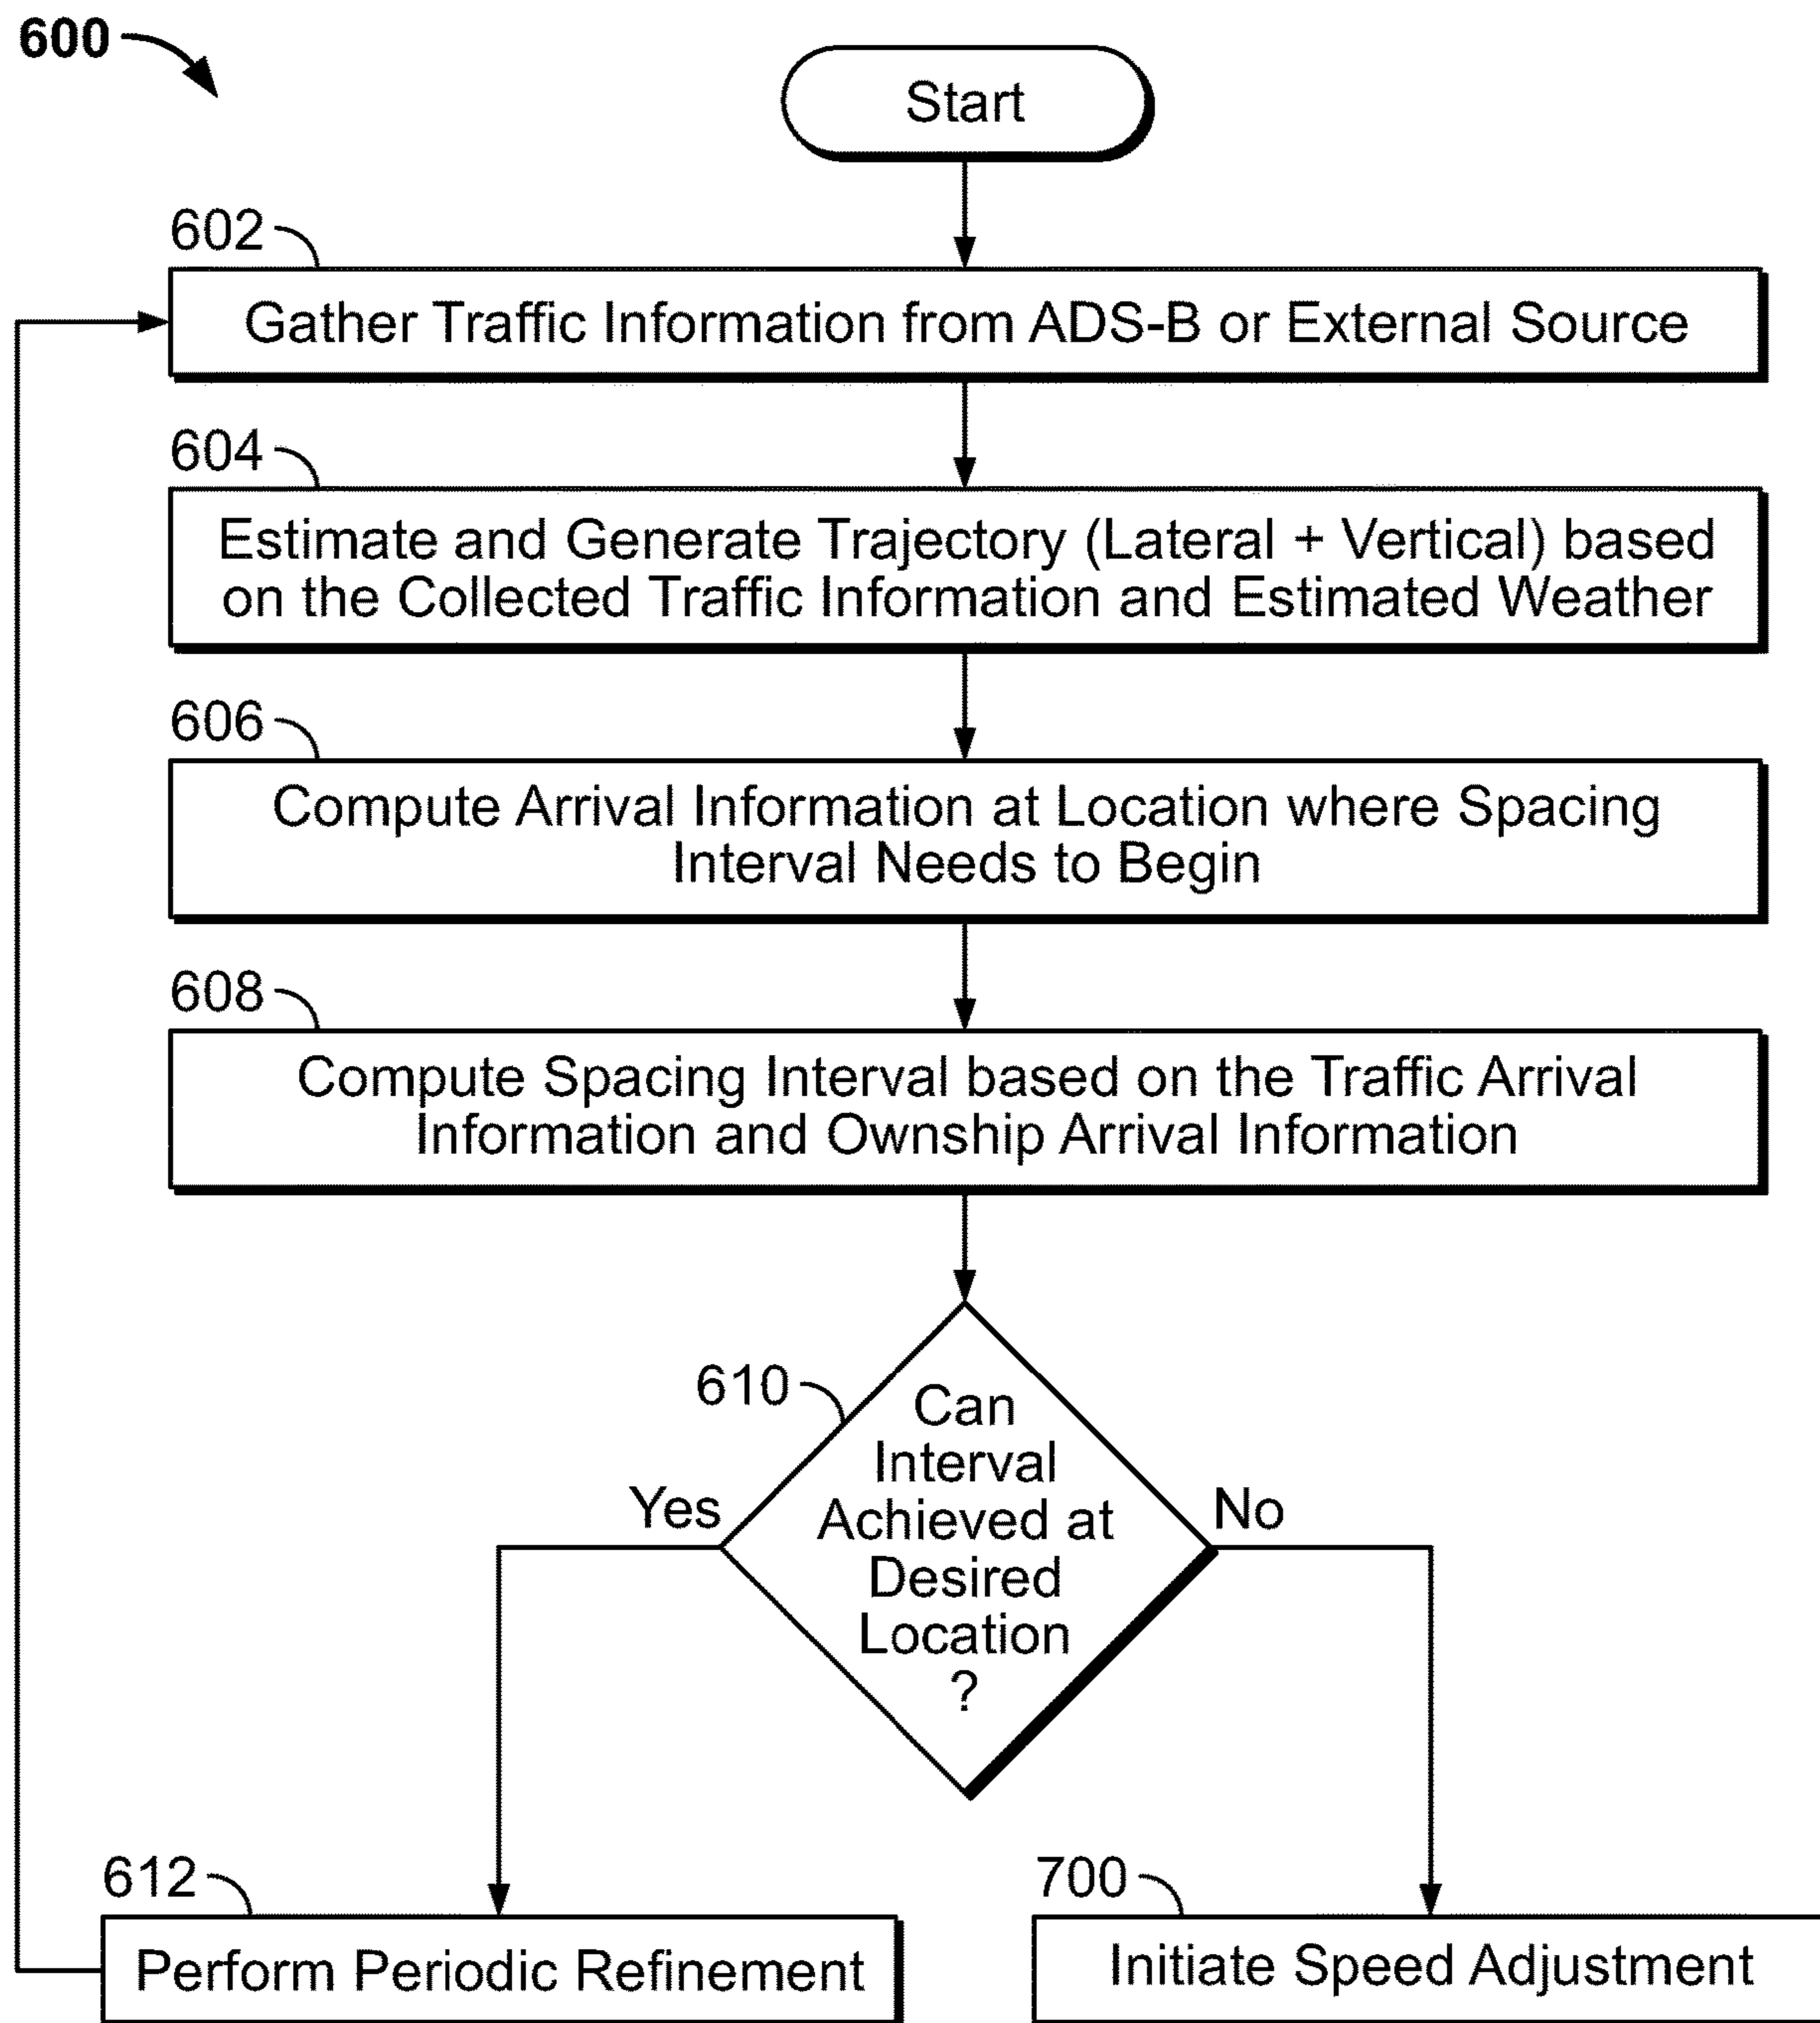 600
Start
602
Gather Traffic Information from ADS-B or External Source
604
Estimate and Generate Trajectory (Lateral + Vertical) based
on the Collected Traffic Information and Estimated Weather
606
Compute Arrival Information at Location where Spacing
Interval Needs to Begin
608
Compute Spacing Interval based on the Traffic Arrival
Information and Ownship Arrival Information
610
Can
Interval
Achieved at
Desired
Location
?
Yes
No
612
Perform Periodic Refinement
700
Initiate Speed Adjustment